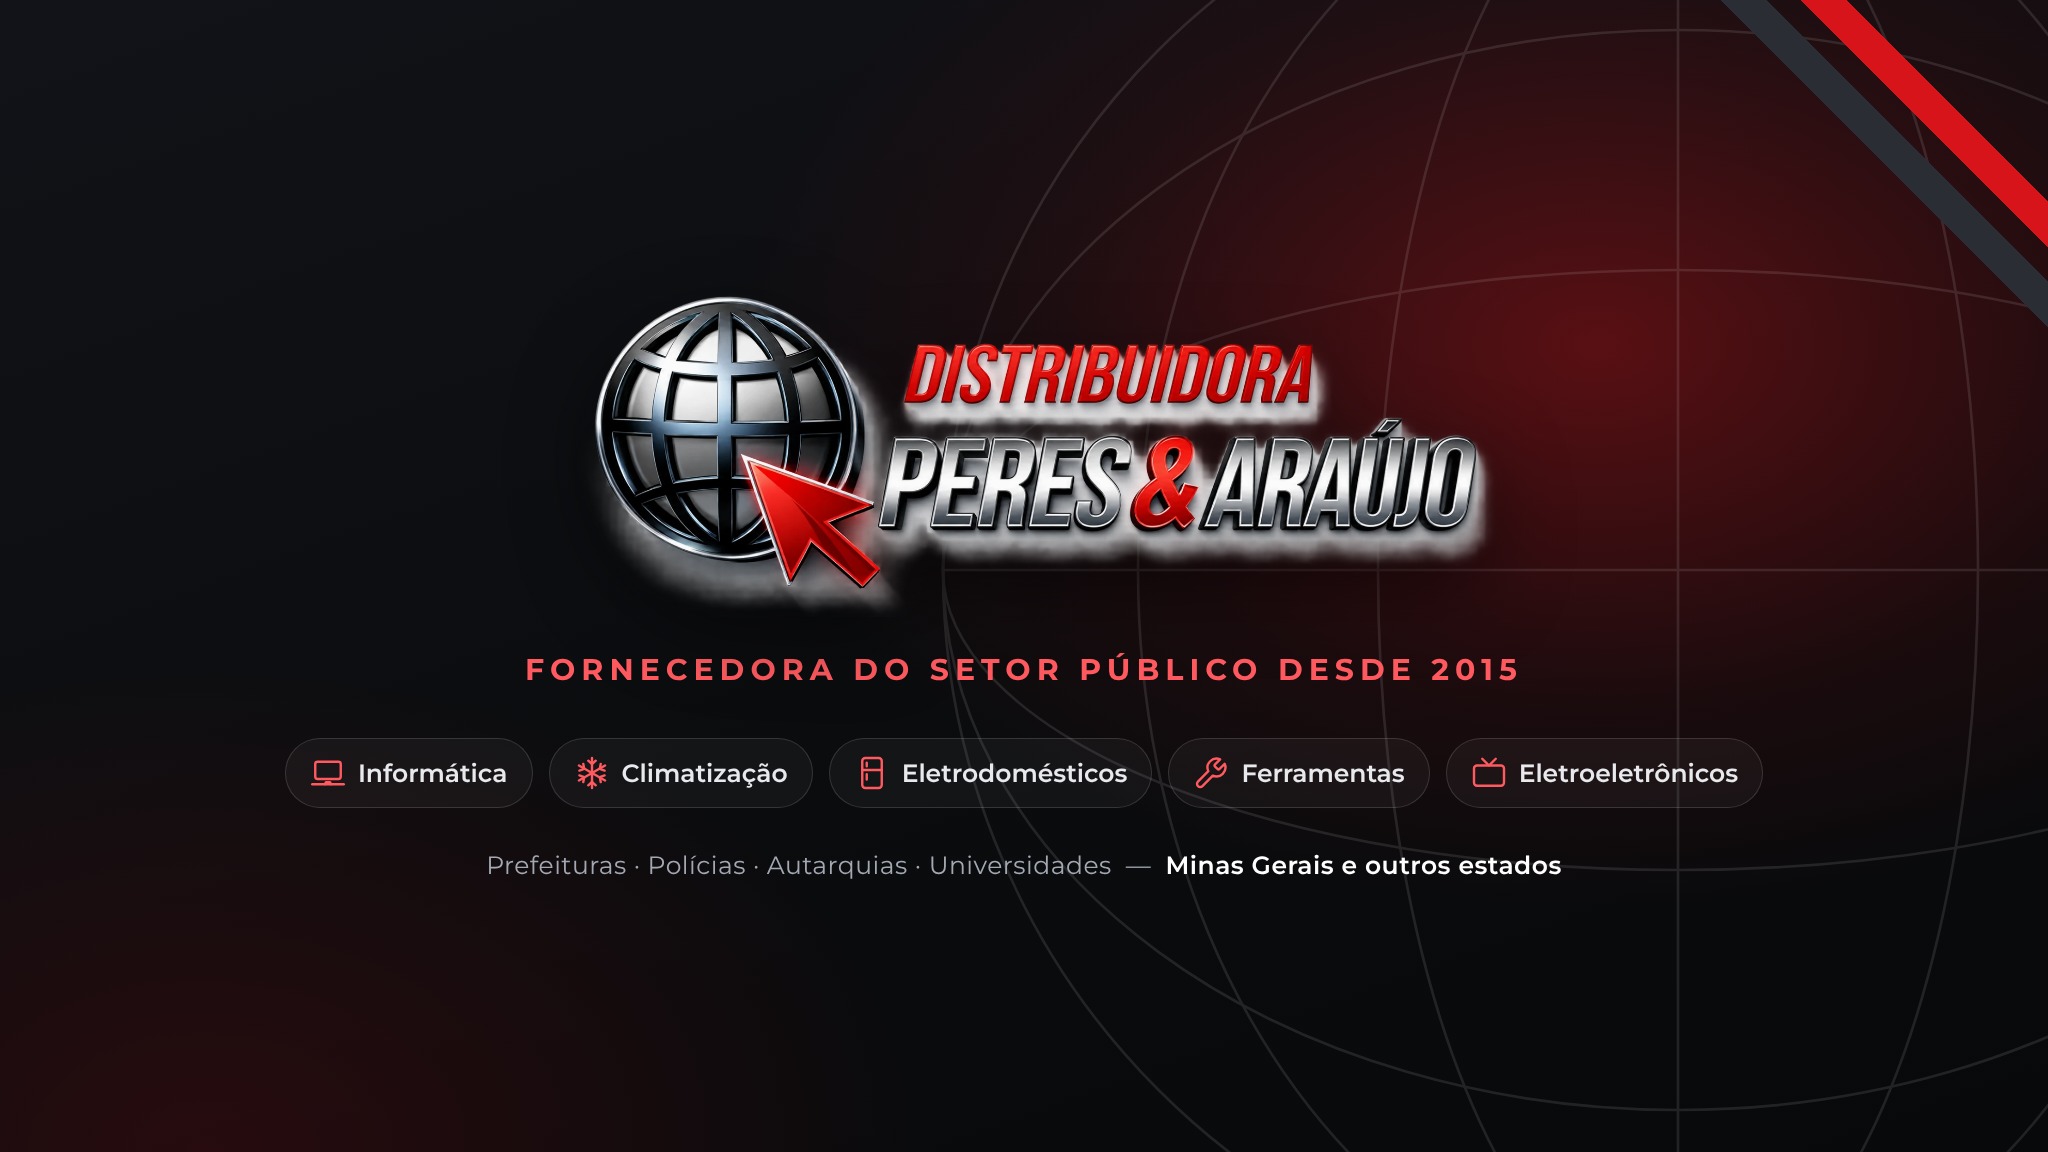 DISTRIBUIDORA
PERES & ARAÚJO
FORNECEDORA DO SETOR PÚBLICO DESDE 2015
Informática Climatização Eletrodomésticos Ferramentas Eletroeletrônicos
Prefeituras · Polícias · Autarquias · Universidades — Minas Gerais e outros estados